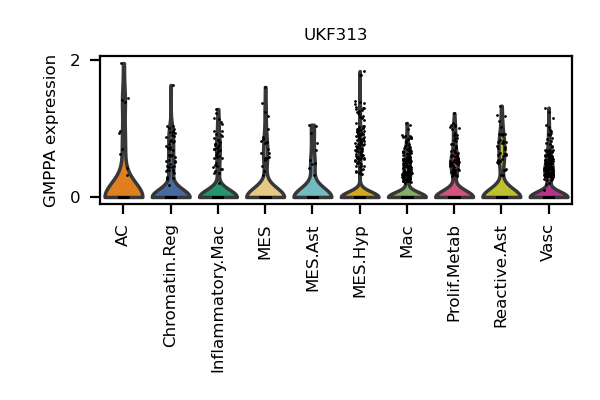 UKF313
GMPPA expression
2
0
AC
Chromatin.Reg
Inflammatory.Mac
MES
MES.Ast
MES.Hyp
Mac
Prolif.Metab
Reactive.Ast
Vasc